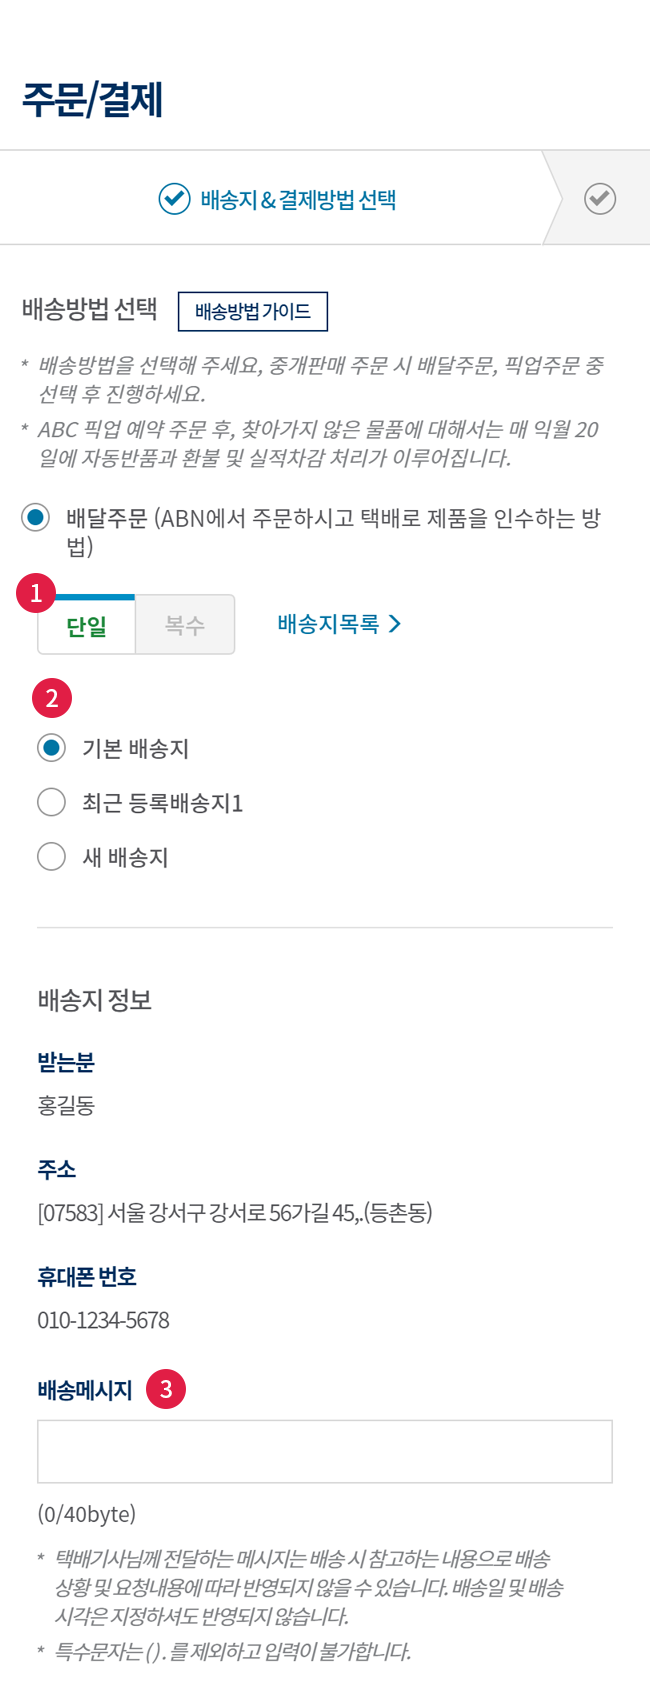 주문/결제
배송지 & 결제방법 선택
배송방법 선택 배송방법 가이드
* 배송방법을 선택해 주세요, 중개판매 주문 시 배달주문, 픽업주문 중
선택 후 진행하세요.
* ABC 픽업 예약 주문 후, 찾아가지 않은 물품에 대해서는 매 익월 20
일에 자동반품과 환불 및 실적차감 처리가 이루어집니다.
배달주문 (ABN에서 주문하시고 택배로 제품을 인수하는 방
법)
1
단일 복수 배송지목록
2
기본 배송지
최근 등록배송지1
새 배송지
배송지 정보
받는분
홍길동
주소
[07583] 서울 강서구 강서로 56가길 45,.(등촌동)
휴대폰 번호
010-1234-5678
배송메시지 3
(0/40byte)
* 택배기사님께 전달하는 메시지는 배송 시 참고하는 내용으로 배송
상황 및 요청내용에 따라 반영되지 않을 수 있습니다. 배송일 및 배송
시각은 지정하셔도 반영되지 않습니다.
* 특수문자는 ( ) . 를 제외하고 입력이 불가합니다.